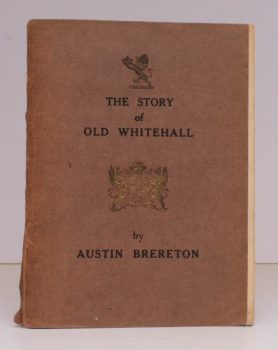 THE STORY
of
OLD WHITEHALL
by
AUSTIN BRERETON